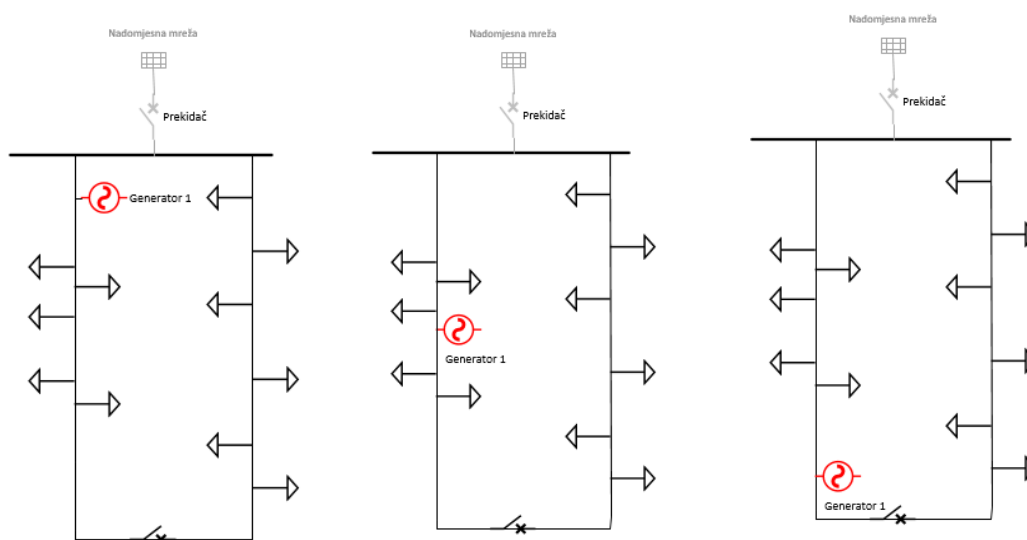 Nadomjesna mreža
Prekidač
Generator 1
Nadomjesna mreža
Prekidač
Generator 1
Nadomjesna mreža
Prekidač
Generator 1